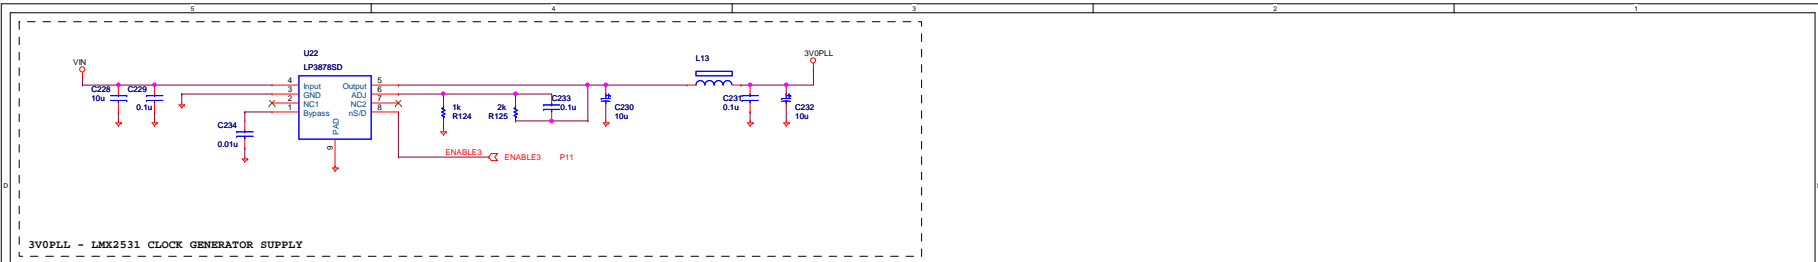 5
4
3
2
1
D
VIN
C228
10u
C229
0.1u
C234
0.01u
U22
LP3878SD
4 Input
3 GND
2 NC1
1 Bypass
Output 5
ADJ 6
NC2 7
nS/D 8
PAD
9
1k
R124
2k
R125
C233
0.1u
C230
10u
L13
C231
0.1u
C232
10u
3V0PLL
ENABLE3
ENABLE3
P11
3V0PLL - LMX2531 CLOCK GENERATOR SUPPLY